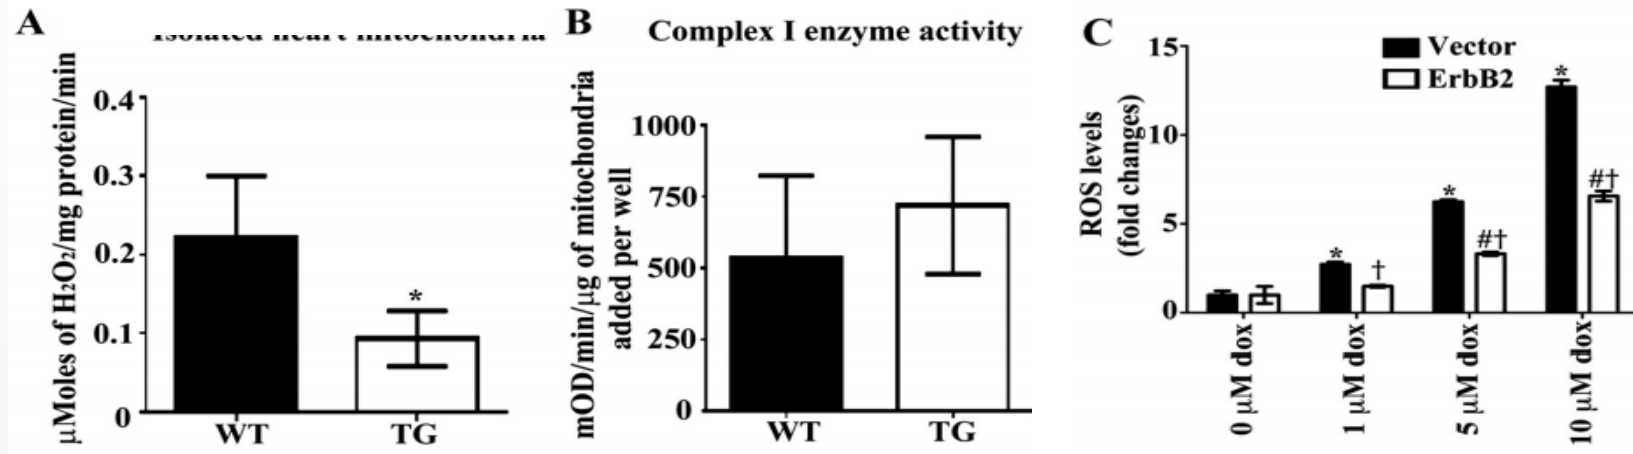 A
Isolated heart mitochondria
μMoles of H₂O₂/mg protein/min
0.4
0.3
0.2
0.1
0
*
WT
TG
B
Complex I enzyme activity
mOD/min/μg of mitochondria
added per well
1000
750
500
250
0
WT
TG
C
Vector
ErbB2
ROS levels
(fold changes)
15
10
5
0
*
†
*
#†
*
#†
0 μM dox
1 μM dox
5 μM dox
10 μM dox